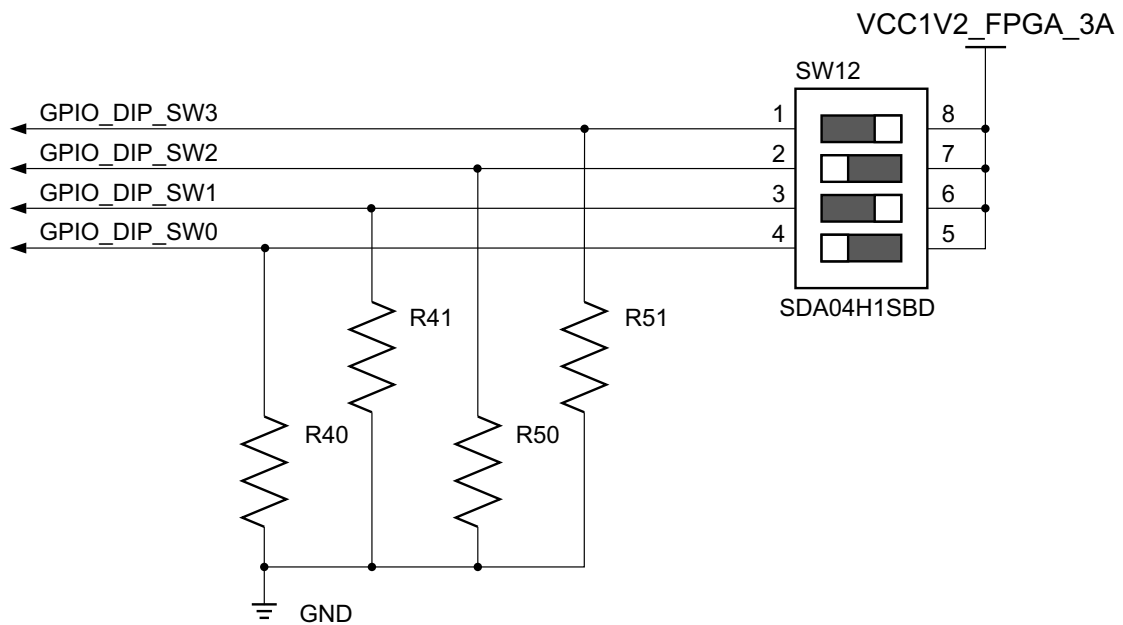 VCC1V2_FPGA_3A
SW12
GPIO_DIP_SW3 1 8
GPIO_DIP_SW2 2 7
GPIO_DIP_SW1 3 6
GPIO_DIP_SW0 4 5
SDA04H1SBD
R41 R51
R40 R50
GND